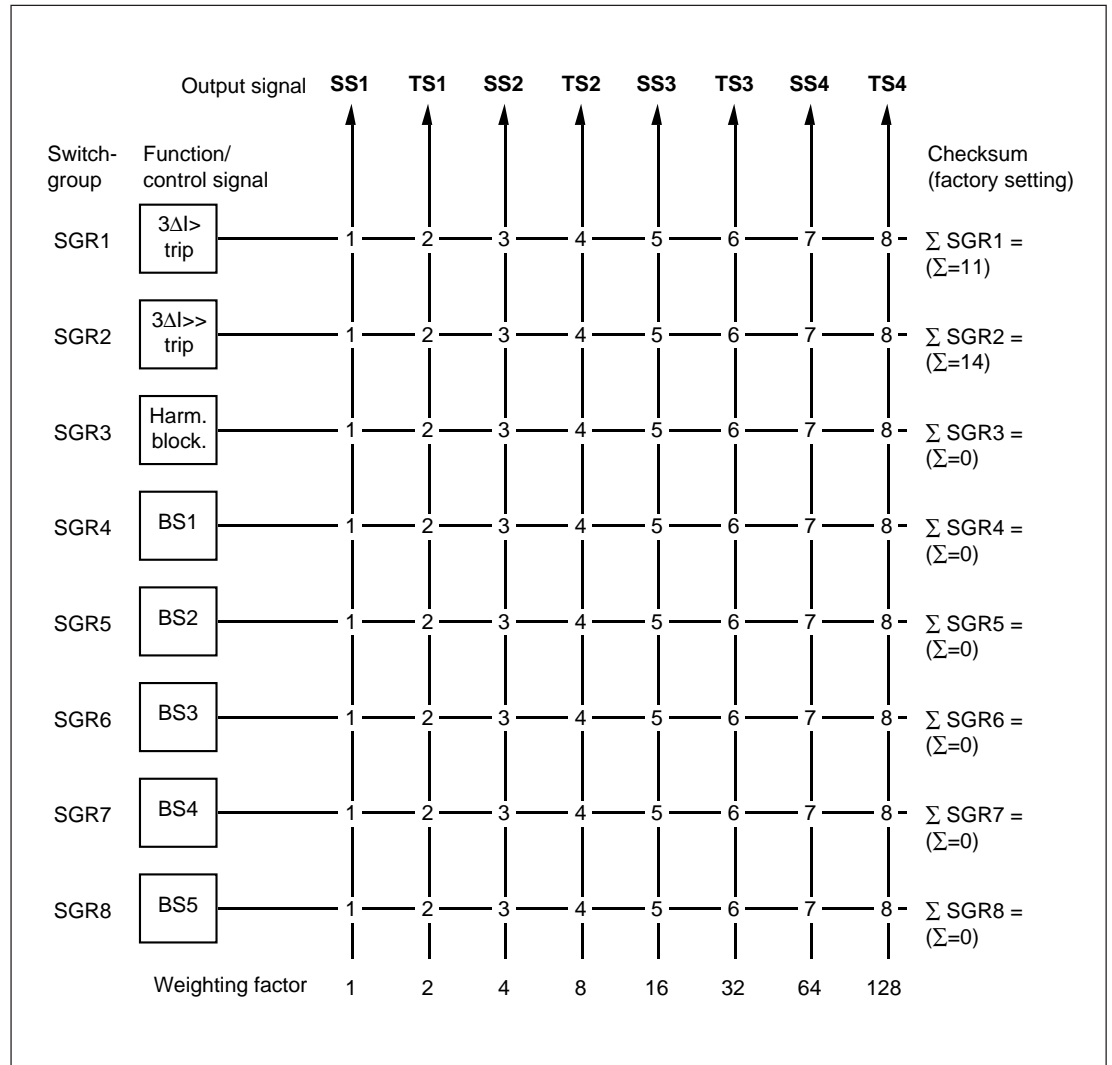 Output signal SS1 TS1 SS2 TS2 SS3 TS3 SS4 TS4
Switch- Function/ Checksum
group control signal (factory setting)
3ΔI>
SGR1 trip 1 2 3 4 5 6 7 8 ∑ SGR1 =
(∑=11)
3ΔI>>
SGR2 trip 1 2 3 4 5 6 7 8 ∑ SGR2 =
(∑=14)
Harm.
SGR3 block. 1 2 3 4 5 6 7 8 ∑ SGR3 =
(∑=0)
SGR4 BS1 1 2 3 4 5 6 7 8 ∑ SGR4 =
(∑=0)
SGR5 BS2 1 2 3 4 5 6 7 8 ∑ SGR5 =
(∑=0)
SGR6 BS3 1 2 3 4 5 6 7 8 ∑ SGR6 =
(∑=0)
SGR7 BS4 1 2 3 4 5 6 7 8 ∑ SGR7 =
(∑=0)
SGR8 BS5 1 2 3 4 5 6 7 8 ∑ SGR8 =
(∑=0)
Weighting factor 1 2 4 8 16 32 64 128